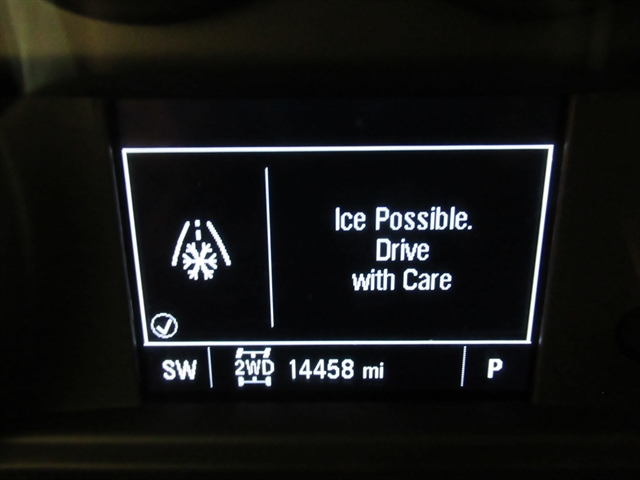 Ice Possible.
Drive
with Care
SW 2WD 14458 mi P